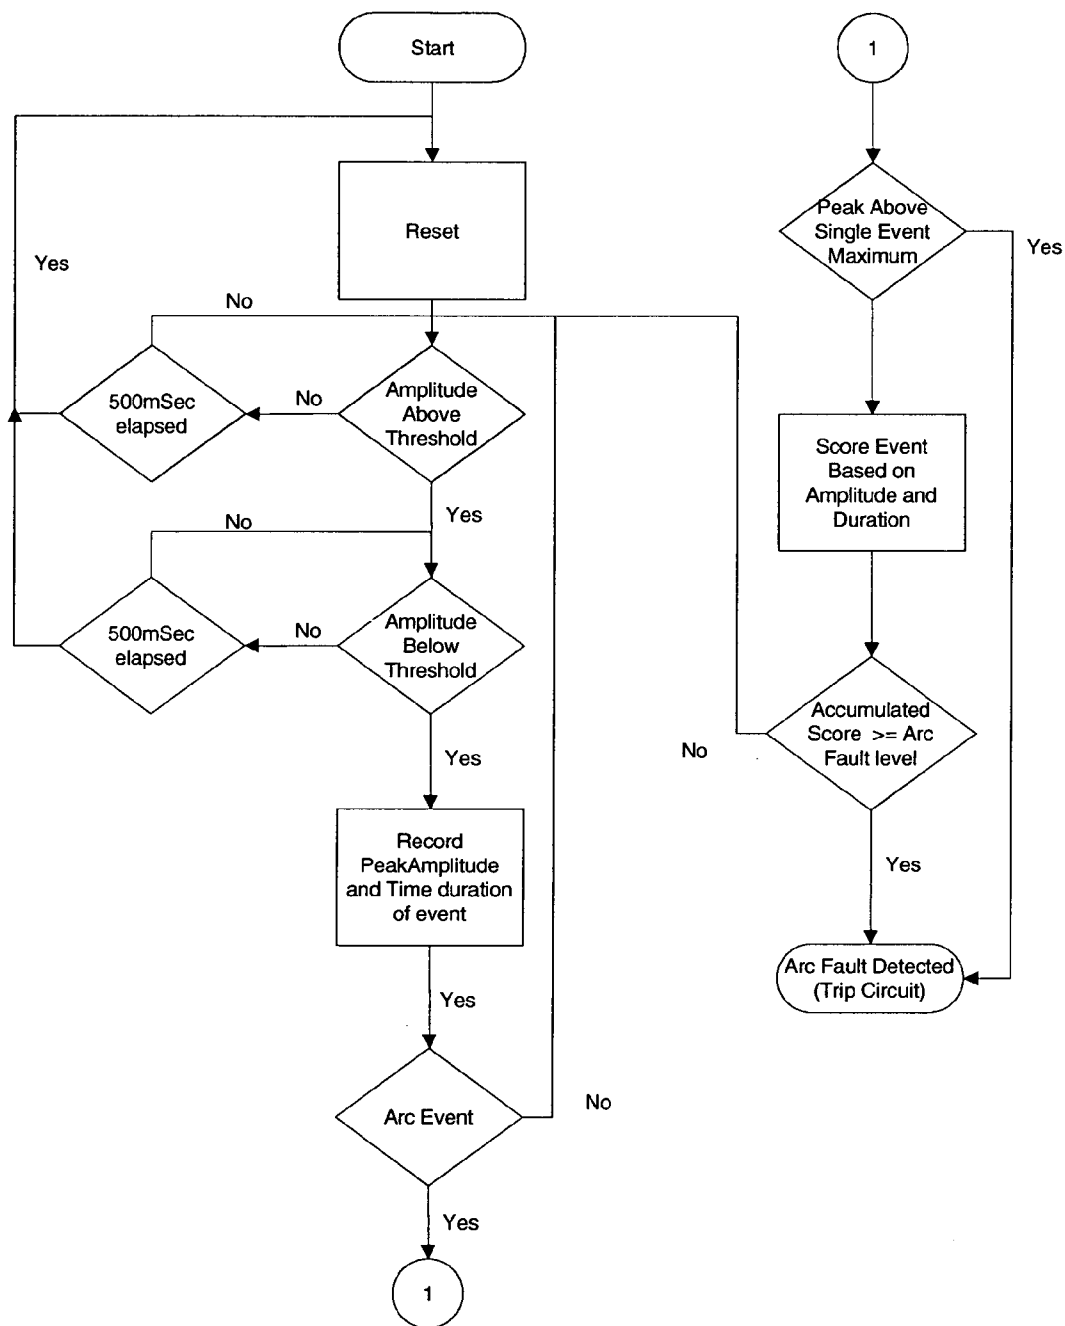 Start
Reset
Yes
No
500mSec
elapsed
No
Amplitude
Above
Threshold
Yes
No
500mSec
elapsed
No
Amplitude
Below
Threshold
Yes
Record
PeakAmplitude
and Time duration
of event
Yes
Arc Event
No
Yes
1
1
Peak Above
Single Event
Maximum
Yes
Score Event
Based on
Amplitude and
Duration
Accumulated
Score >= Arc
Fault level
No
Yes
Arc Fault Detected
(Trip Circuit)